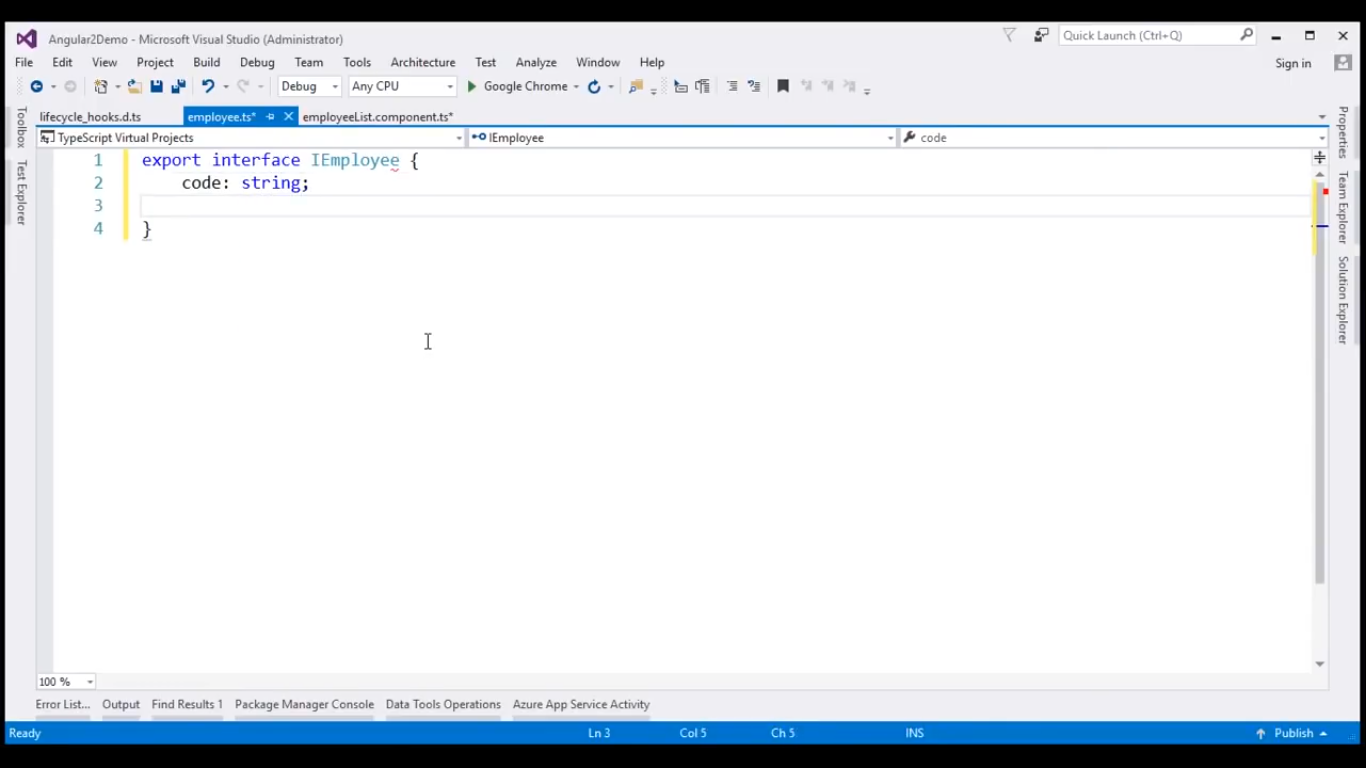 Angular2Demo - Microsoft Visual Studio (Administrator)
Quick Launch (Ctrl+Q)
File Edit View Project Build Debug Team Tools Architecture Test Analyze Window Help
Sign in
Debug Any CPU Google Chrome
lifecycle_hooks.d.ts employee.ts* employeeList.component.ts*
TypeScript Virtual Projects IEmployee code
1 export interface IEmployee {
2 code: string;
3
4 }
Toolbox
Test Explorer
Properties
Team Explorer
Solution Explorer
100 %
Error List... Output Find Results 1 Package Manager Console Data Tools Operations Azure App Service Activity
Ready Ln 3 Col 5 Ch 5 INS Publish